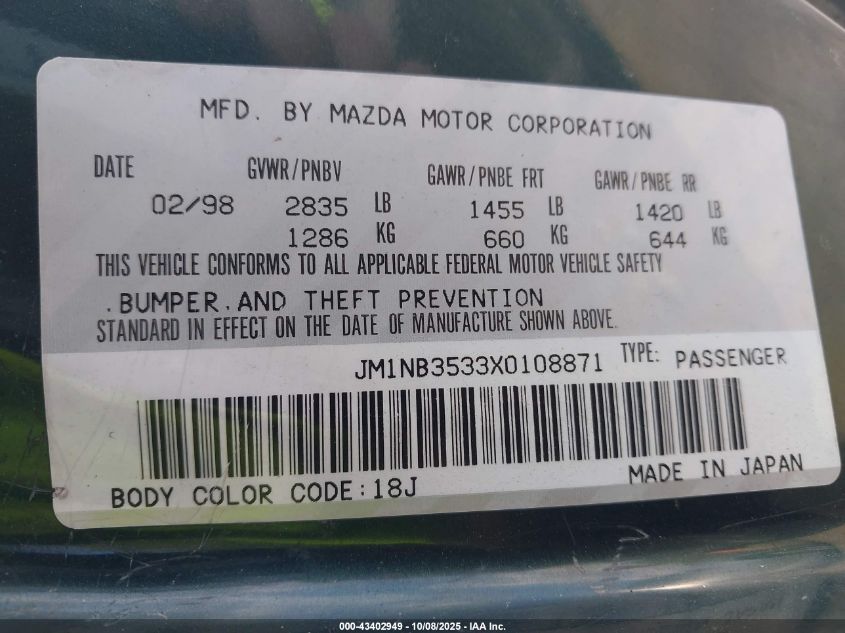 MFD. BY MAZDA MOTOR CORPORATION
DATE GVWR/PNBV GAWR/PNBE FRT GAWR/PNBE RR
02/98 2835 LB 1455 LB 1420 LB
1286 KG 660 KG 644 KG
THIS VEHICLE CONFORMS TO ALL APPLICABLE FEDERAL MOTOR VEHICLE SAFETY
.BUMPER.AND THEFT PREVENTION
STANDARD IN EFFECT ON THE DATE OF MANUFACTURE SHOWN ABOVE.
JM1NB3533X0108871 TYPE: PASSENGER
BODY COLOR CODE:18J MADE IN JAPAN
000-43402949 - 10/08/2025 - IAA Inc.